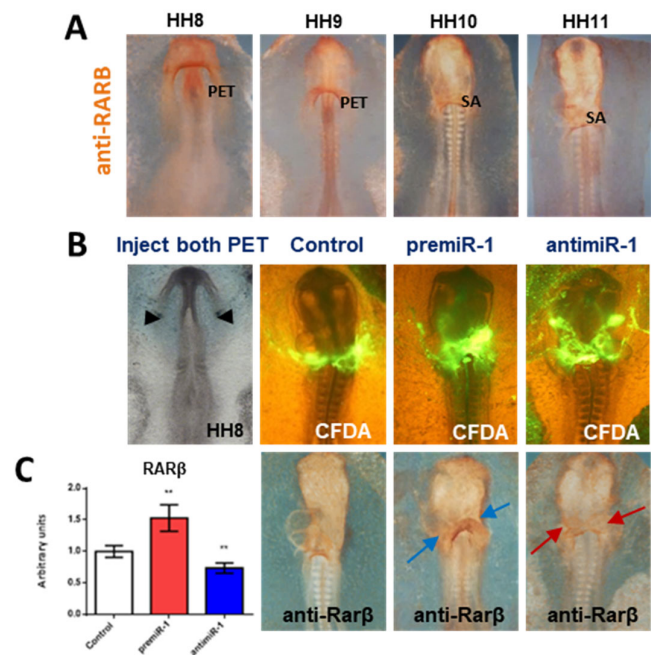 A
HH8
HH9
HH10
HH11
anti-RARB
PET
PET
SA
SA
B
Inject both PET
Control
premiR-1
antimiR-1
HH8
CFDA
CFDA
CFDA
C
RARβ
Arbitrary units
2.0
1.5
1.0
0.5
0.0
**
**
Control
premiR-1
antimiR-1
anti-Rarβ
anti-Rarβ
anti-Rarβ